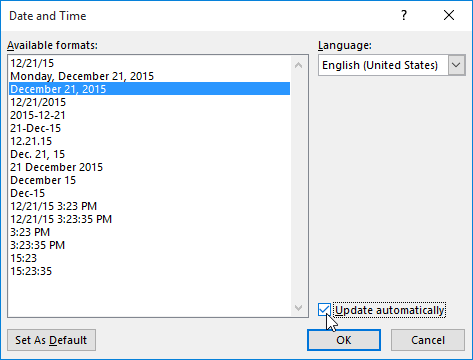 Date and Time
?
Available formats:
Language:
12/21/15
Monday, December 21, 2015
December 21, 2015
12/21/2015
2015-12-21
21-Dec-15
12.21.15
Dec. 21, 15
21 December 2015
December 15
Dec-15
12/21/15 3:23 PM
12/21/15 3:23:35 PM
3:23 PM
3:23:35 PM
15:23
15:23:35
English (United States)
Update automatically
Set As Default
OK
Cancel